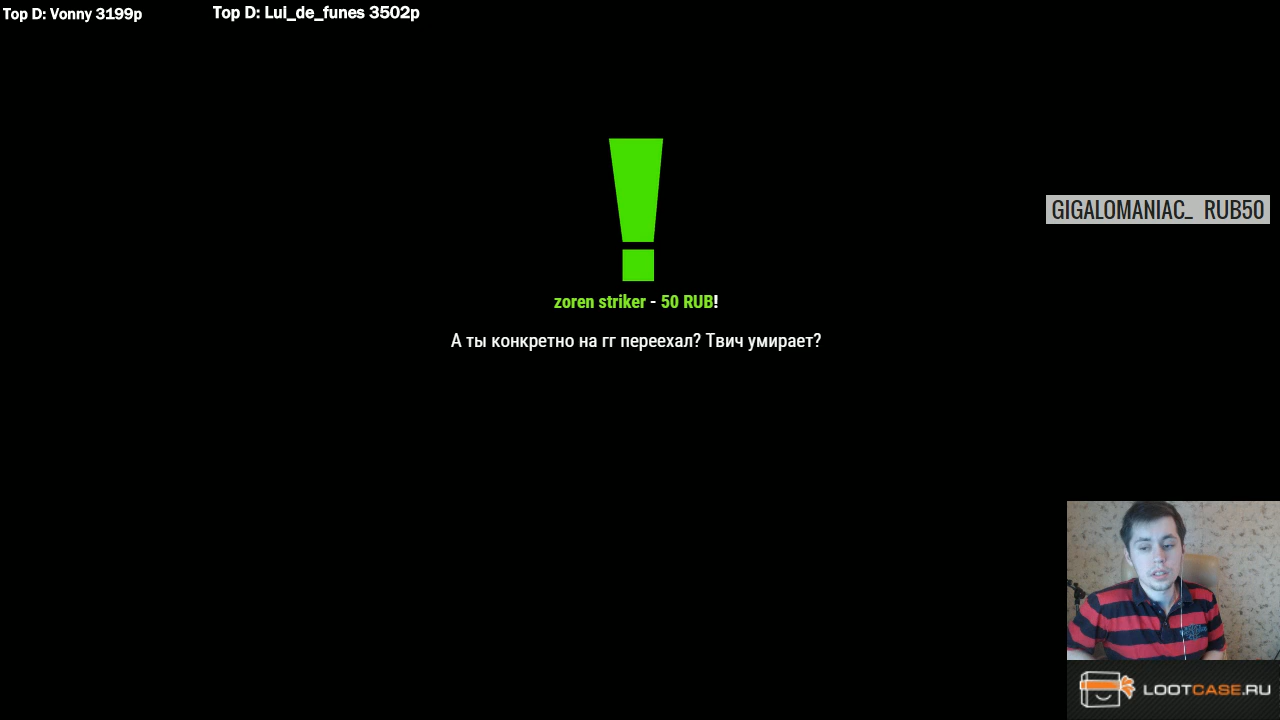 Top D: Vonny 3199p
Top D: Lui_de_funes 3502p
GIGALOMANIAC_ RUB50
zoren striker - 50 RUB!
А ты конкретно на гг переехал? Твич умирает?
LOOTCASE.RU